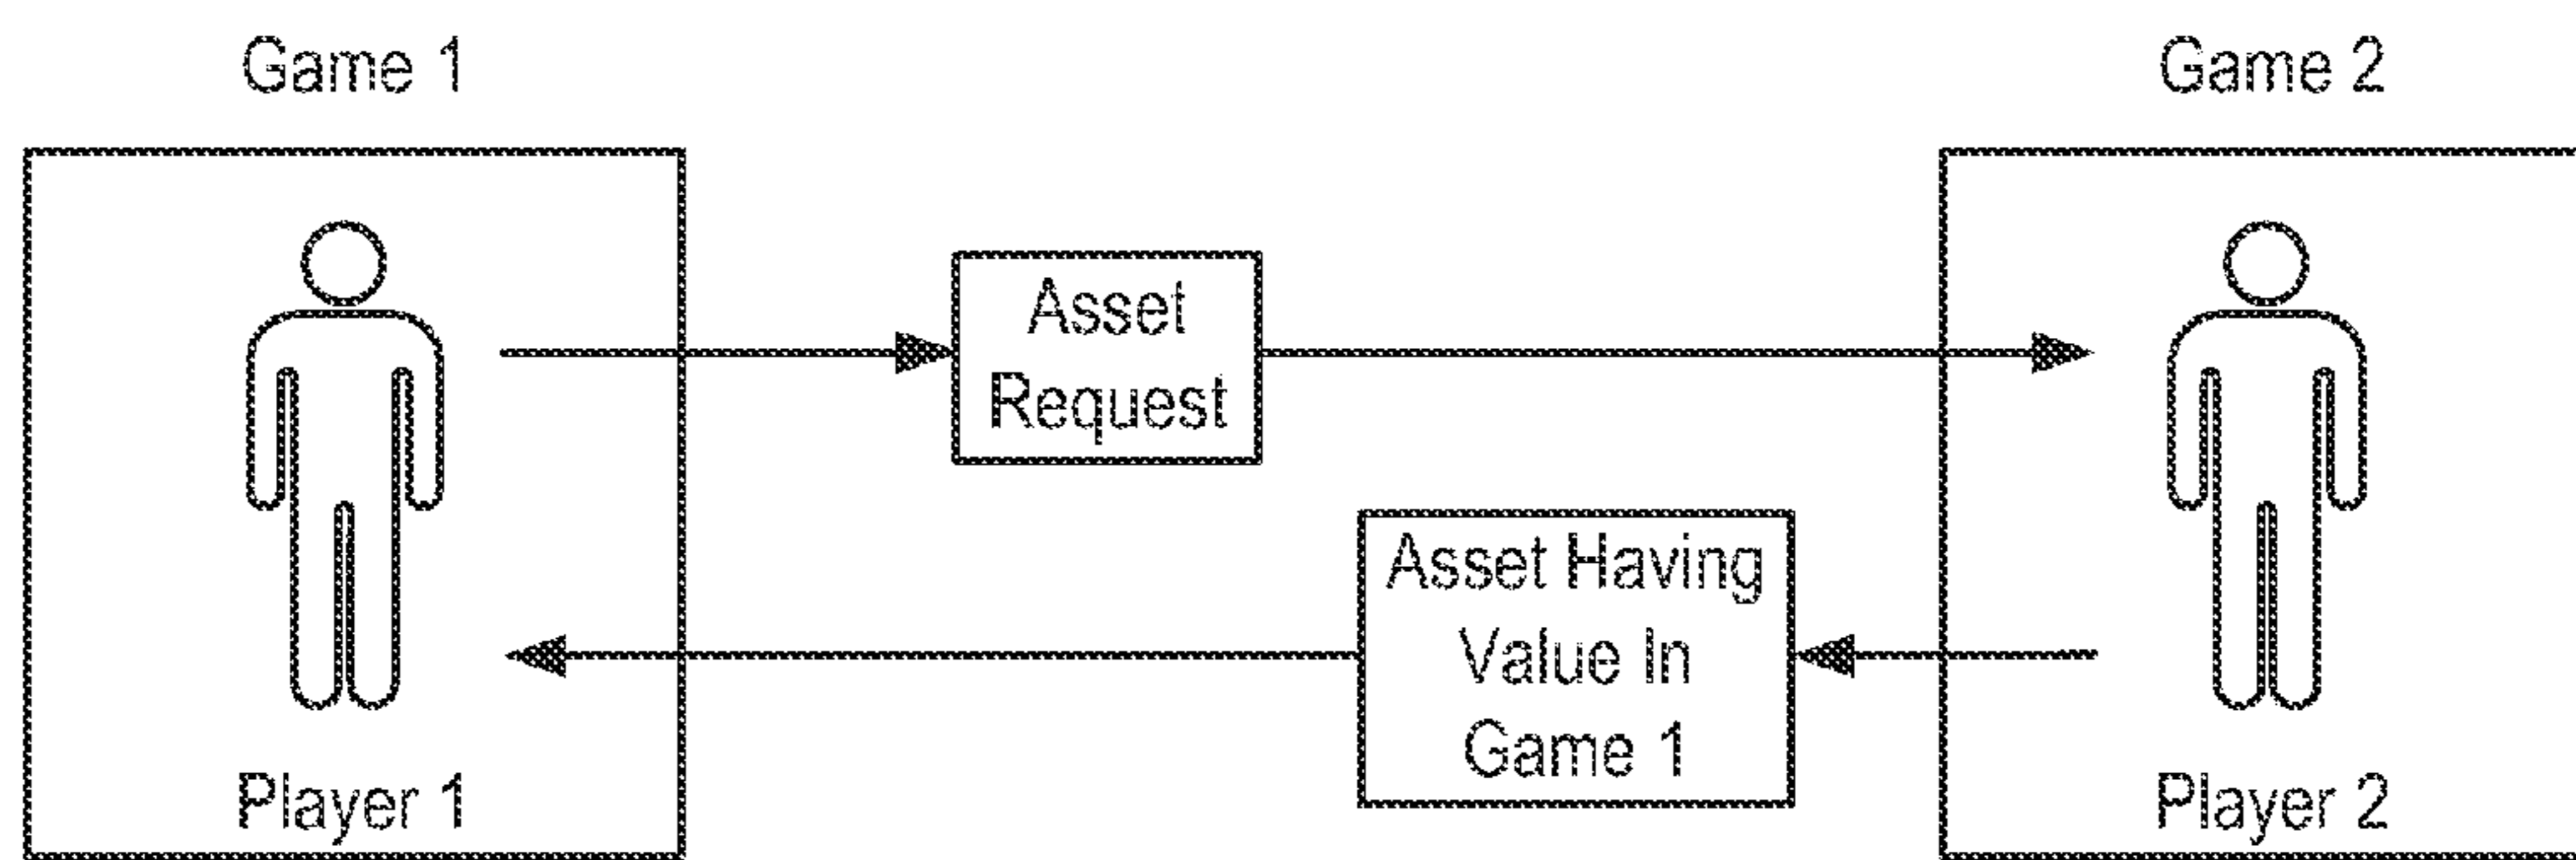 Game 1
Game 2
Asset
Request
Asset Having
Value In
Game 1
Player 1
Player 2